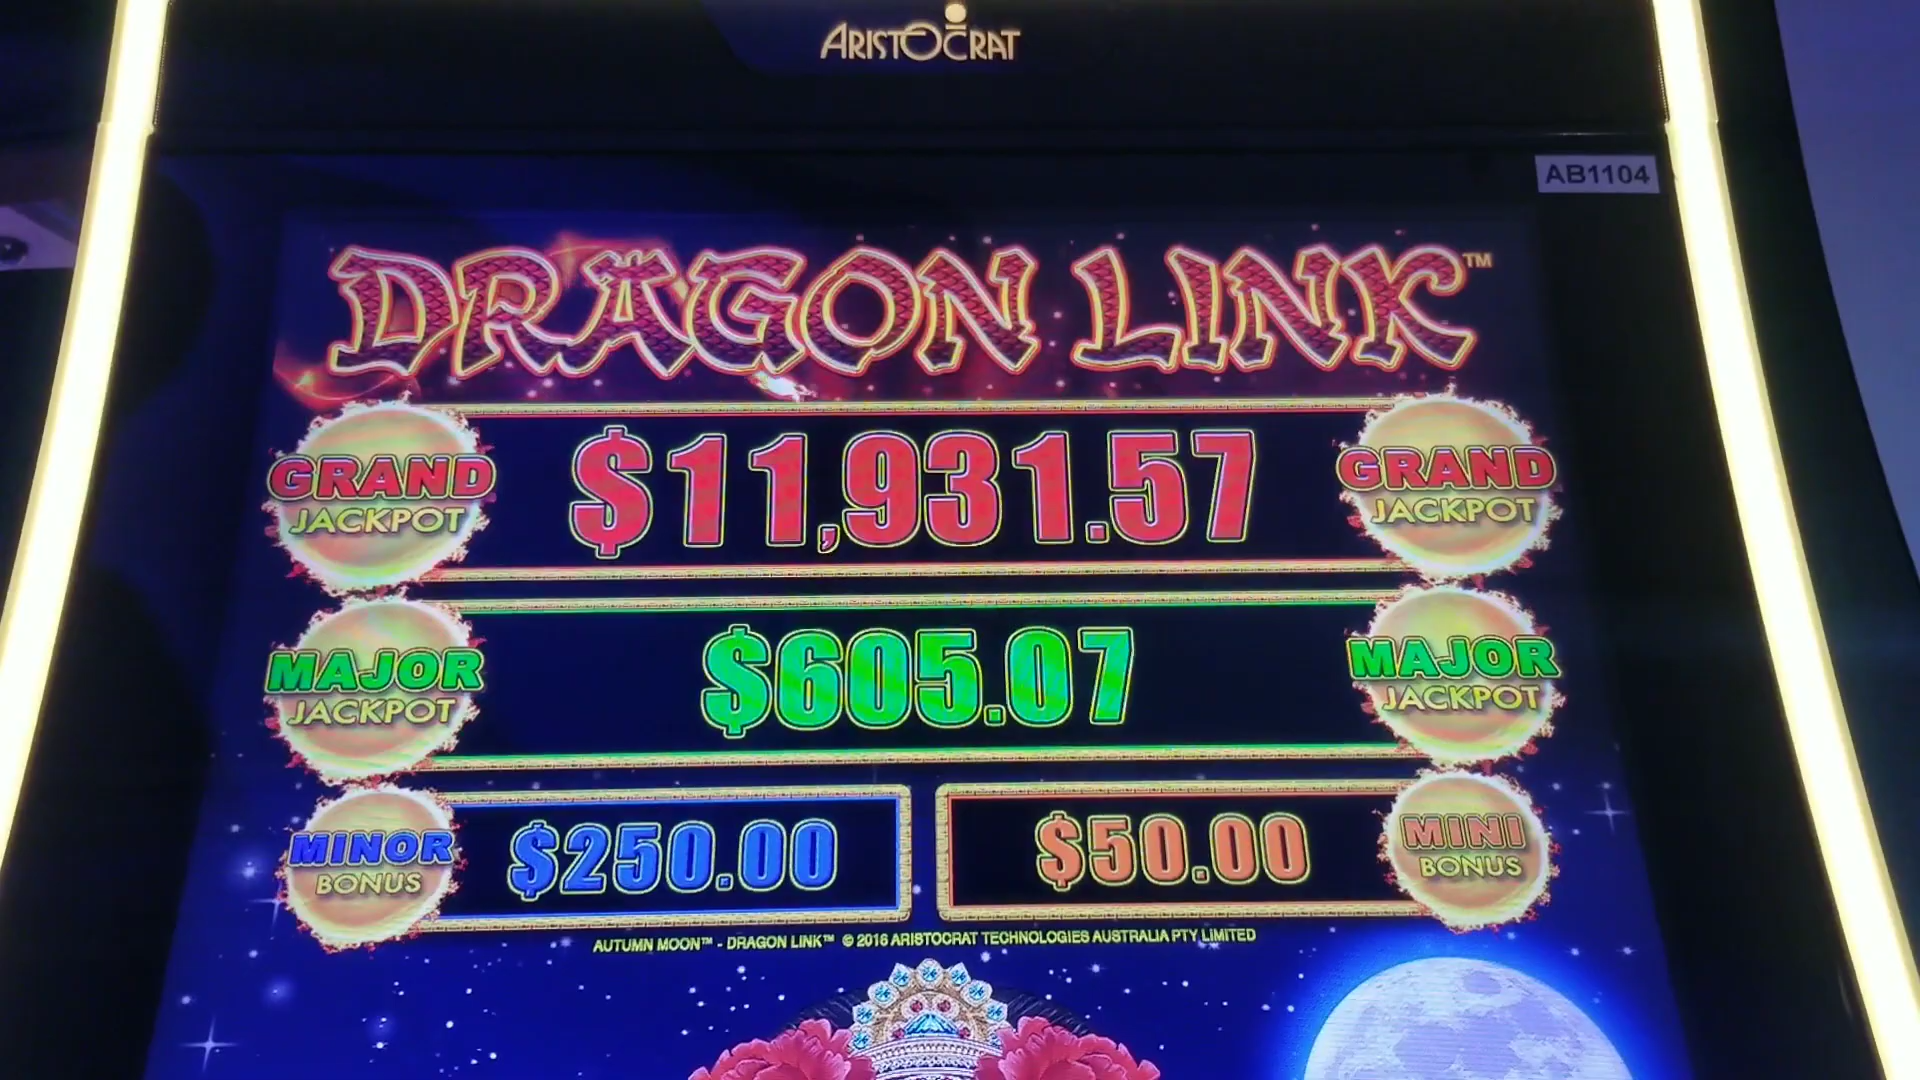 ARISTOCRAT
AB1104
DRAGON LINK™
GRAND JACKPOT
$11,931.57
GRAND JACKPOT
MAJOR JACKPOT
$605.07
MAJOR JACKPOT
MINOR BONUS
$250.00
$50.00
MINI BONUS
AUTUMN MOON™ - DRAGON LINK™ © 2016 ARISTOCRAT TECHNOLOGIES AUSTRALIA PTY LIMITED